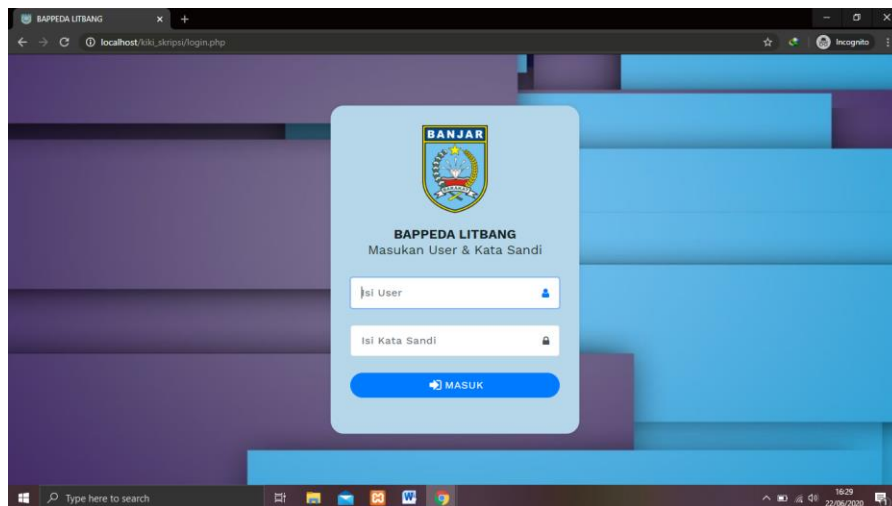 BAPPEDA LITBANG
localhost/kiki_skripsi/login.php
Incognito
BANJAR
BAPPEDA LITBANG
Masukan User & Kata Sandi
Isi User
Isi Kata Sandi
MASUK
Type here to search
16:29
22/06/2020